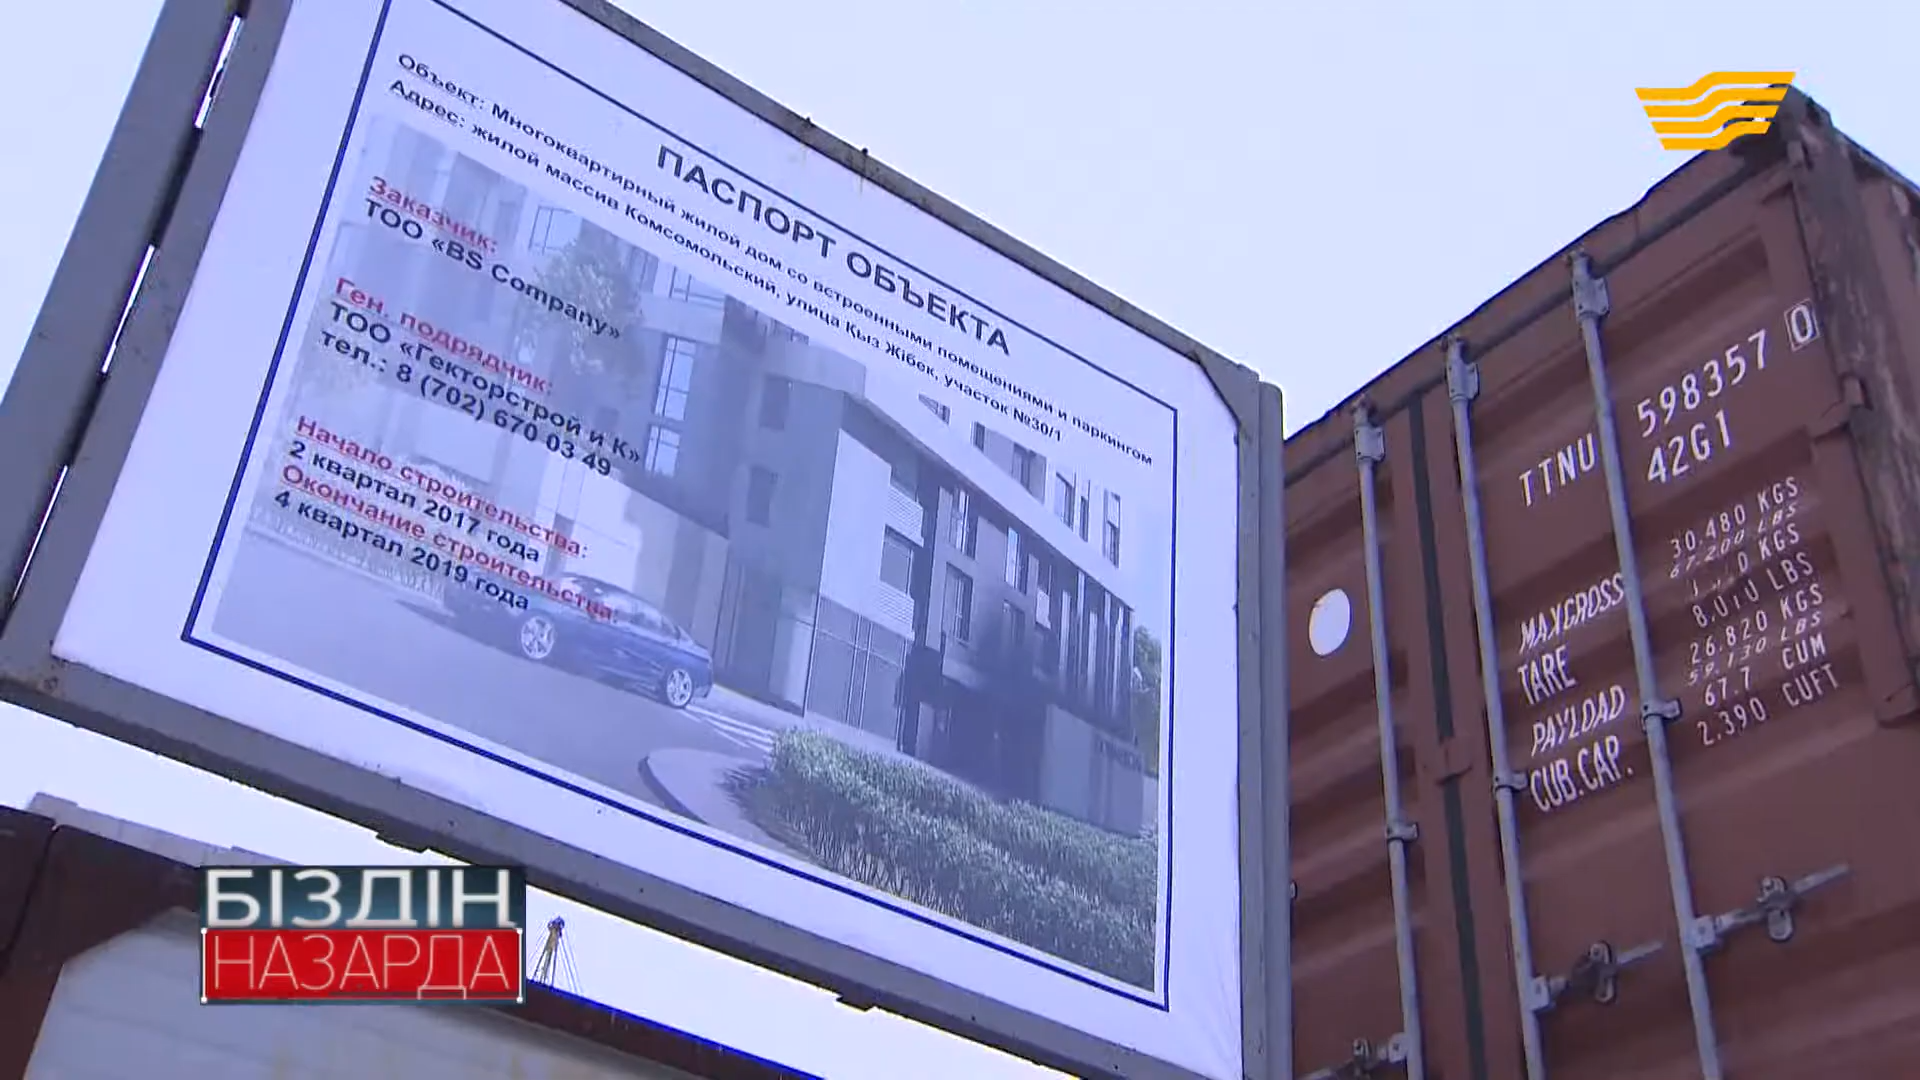 ПАСПОРТ ОБЪЕКТА
Объект: Многоквартирный жилой дом со встроенными помещениями и паркингом
Адрес: жилой массив Комсомольский, улица Қыз Жібек, участок №30/1
Заказчик:
ТОО «BS Company»
Ген. подрядчик:
ТОО «Гекторстрой и К»
тел.: 8 (702) 670 03 49
Начало строительства:
2 квартал 2017 года
Окончание строительства:
4 квартал 2019 года
TTNU 598357 0
42G1
MAXGROSS 30.480 KGS
67.200 LBS
TARE KGS
8.010 LBS
PAYLOAD 26.820 KGS
59.130 LBS
CUB.CAP. 67.7 CUM
2.390 CUFT
БІЗДІҢ
НАЗАРДА